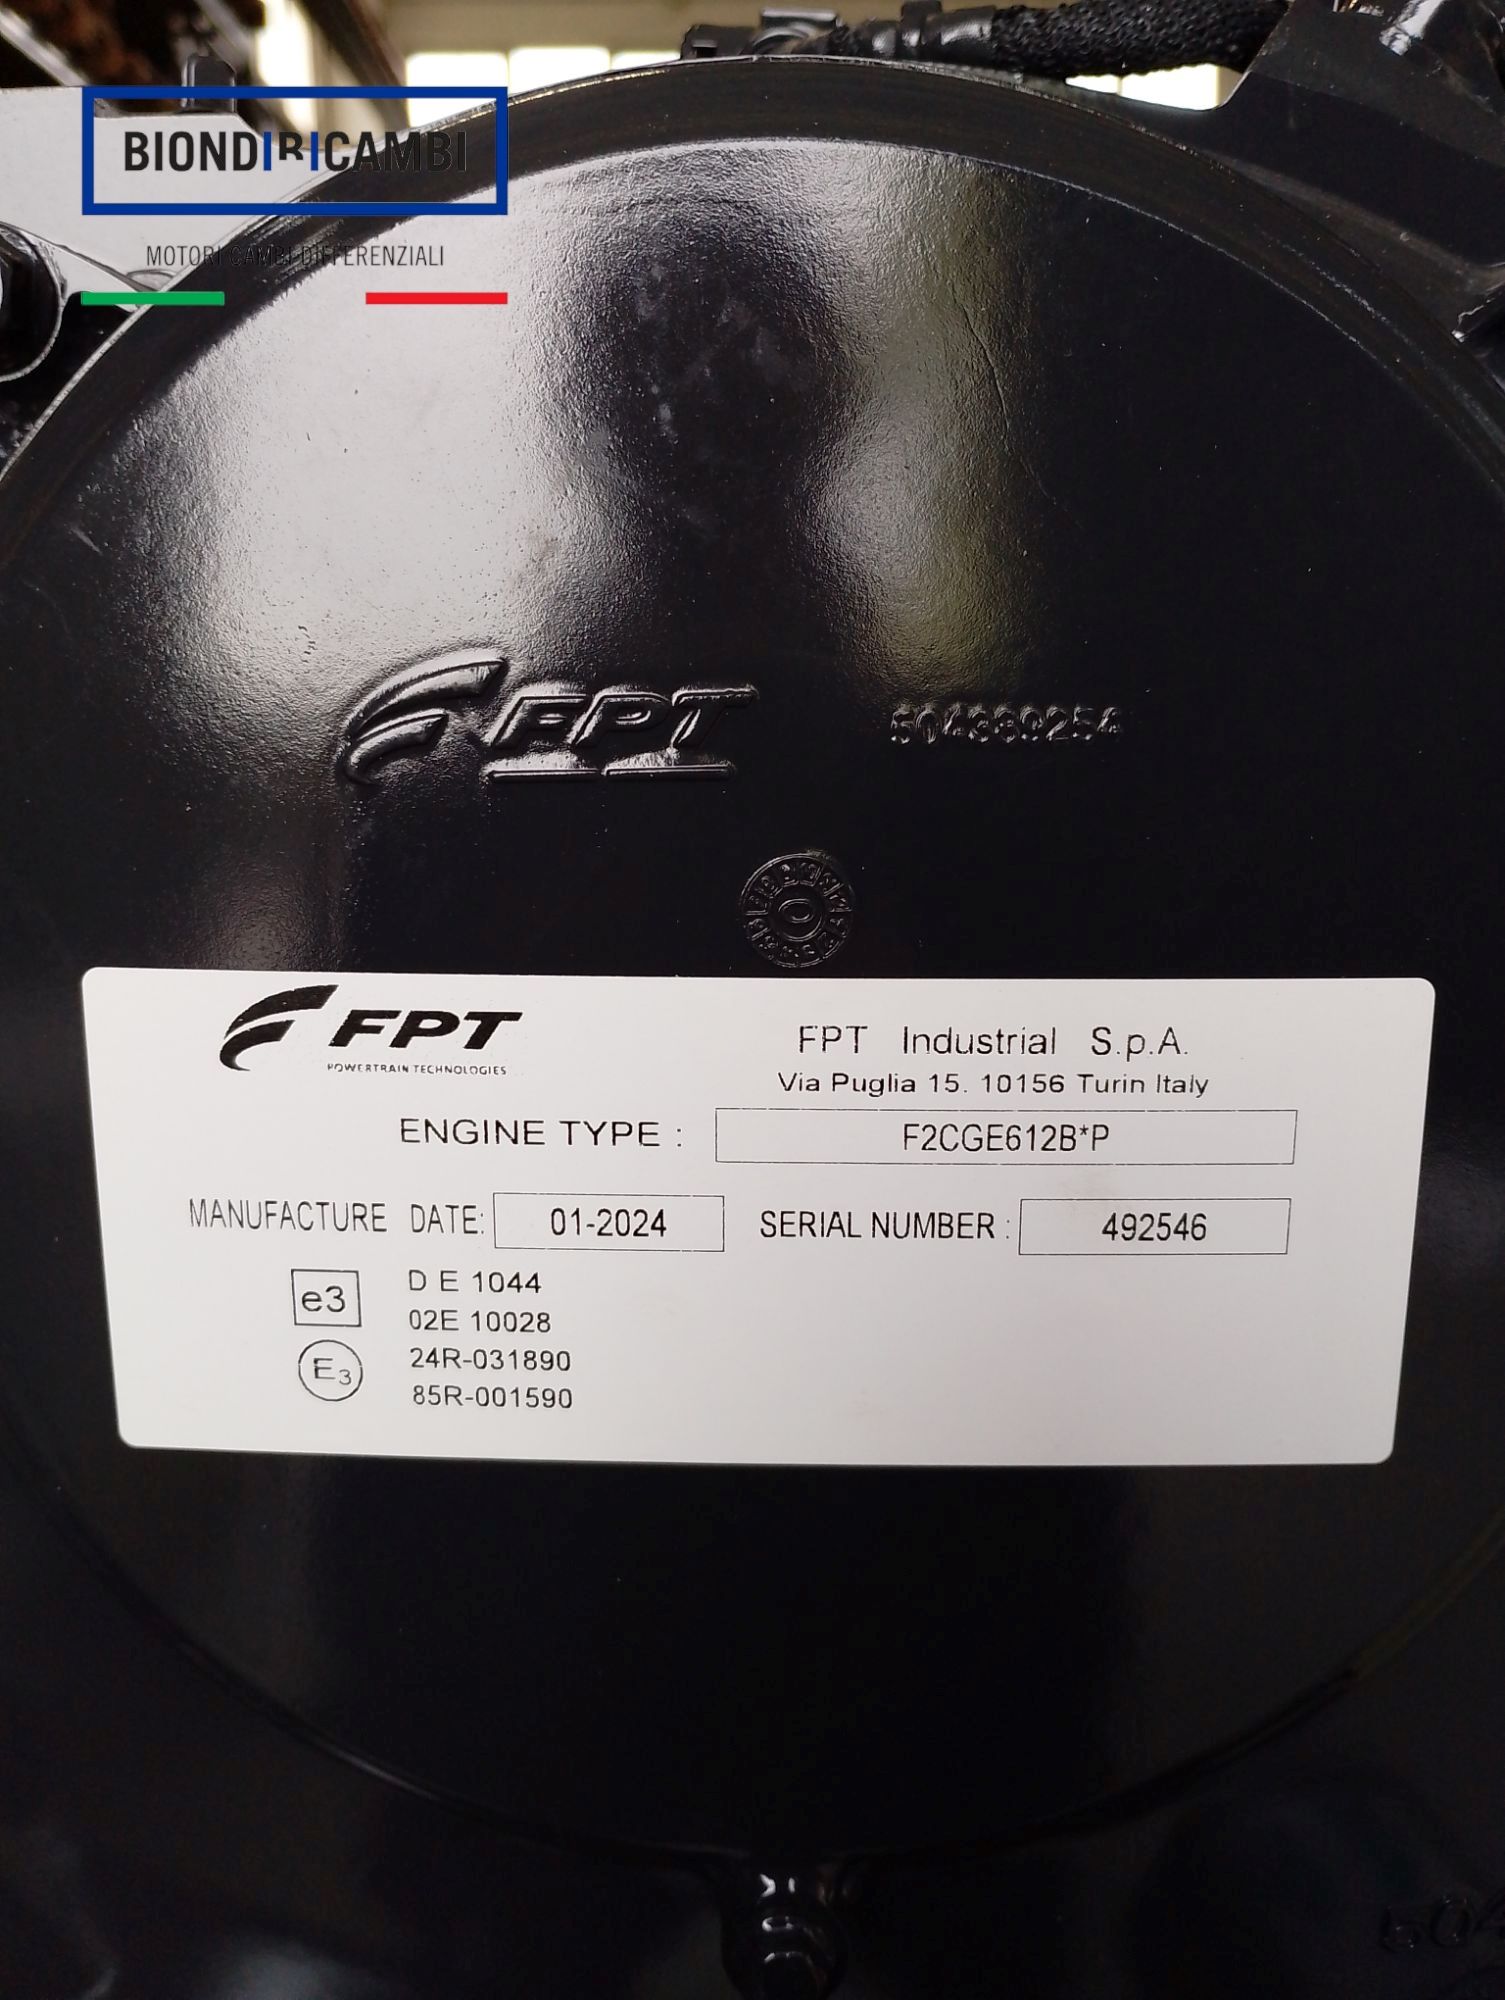 BIONDIRICAMBI
MOTORI CAMBI DIFFERENZIALI
FPT
504339254
FPT
POWERTRAIN TECHNOLOGIES
FPT Industrial S.p.A.
Via Puglia 15. 10156 Turin Italy
ENGINE TYPE : F2CGE612B*P
MANUFACTURE DATE: 01-2024 SERIAL NUMBER : 492546
e3 D E 1044
02E 10028
E3 24R-031890
85R-001590